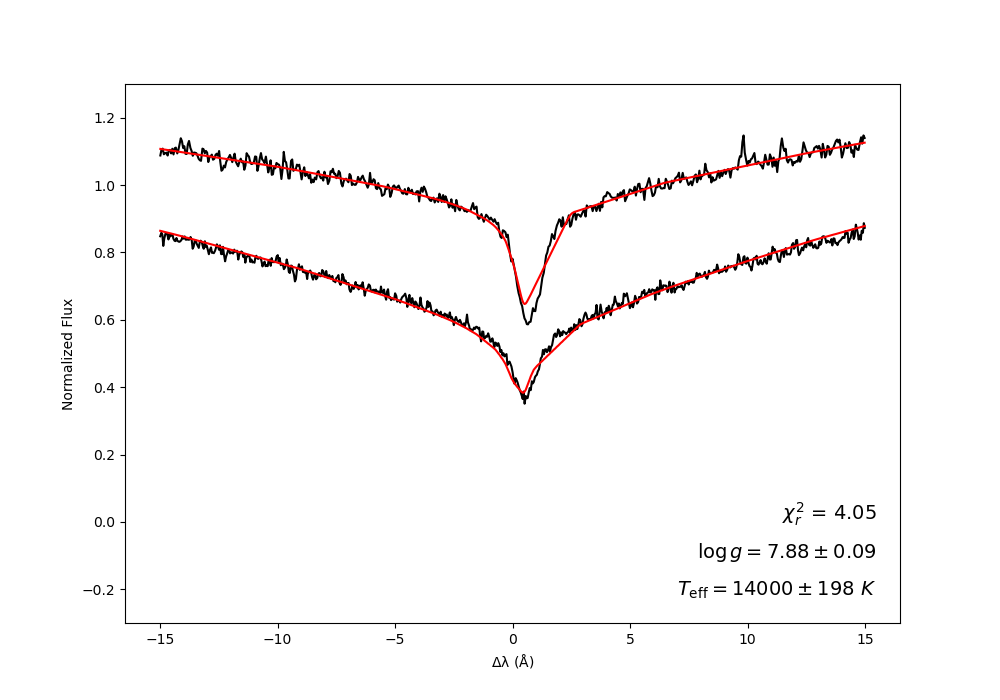 1.2
1.0
0.8
0.6
0.4
0.2
0.0
−0.2
Normalized Flux
χ²ᵣ = 4.05
log g = 7.88 ± 0.09
T_eff = 14000 ± 198 K
−15 −10 −5 0 5 10 15
Δλ (Å)